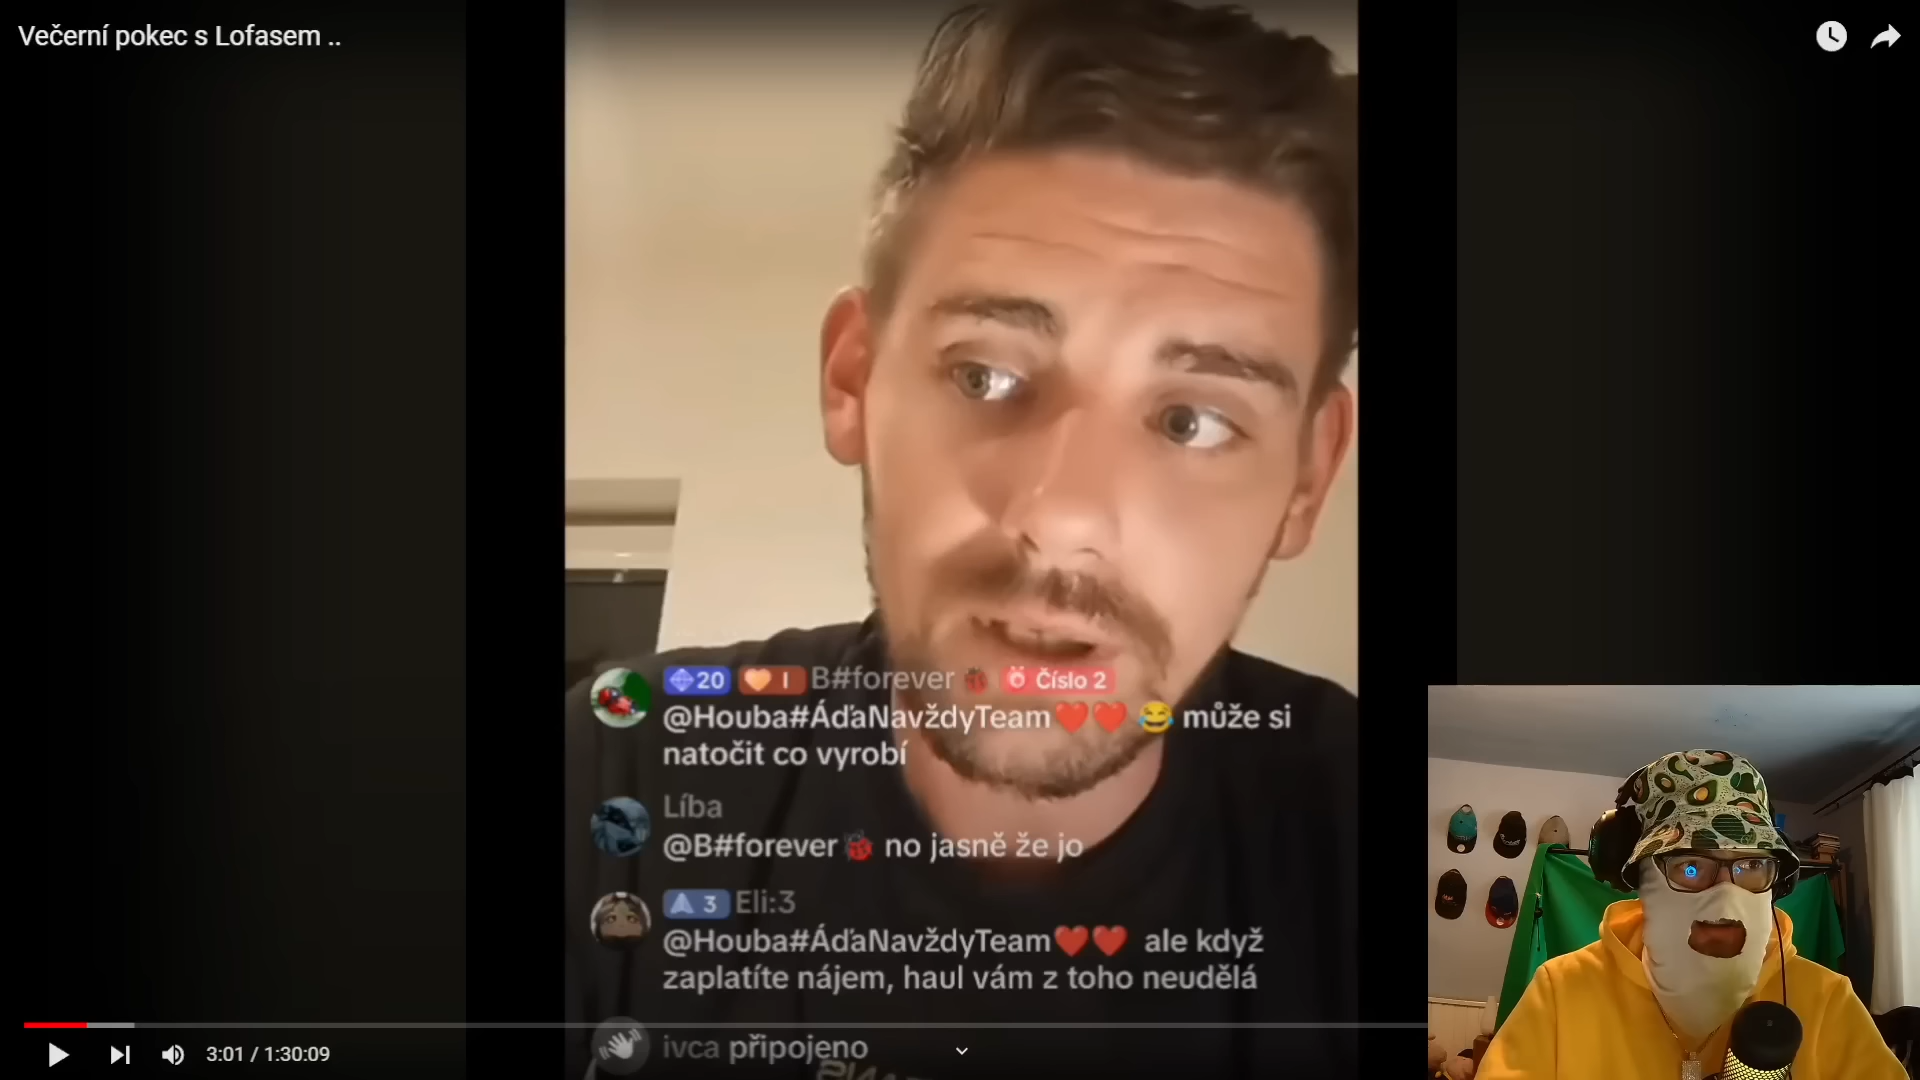 Večerní pokec s Lofasem ..
20 I B#forever Číslo 2
@Houba#ÁďaNavždyTeam❤️❤️ 😂 může si
natočit co vyrobí
Líba
@B#forever🐞 no jasně že jo
3 Eli:3
@Houba#ÁďaNavždyTeam❤️❤️ ale když
zaplatíte nájem, haul vám z toho neudělá
ivca připojeno
3:01 / 1:30:09